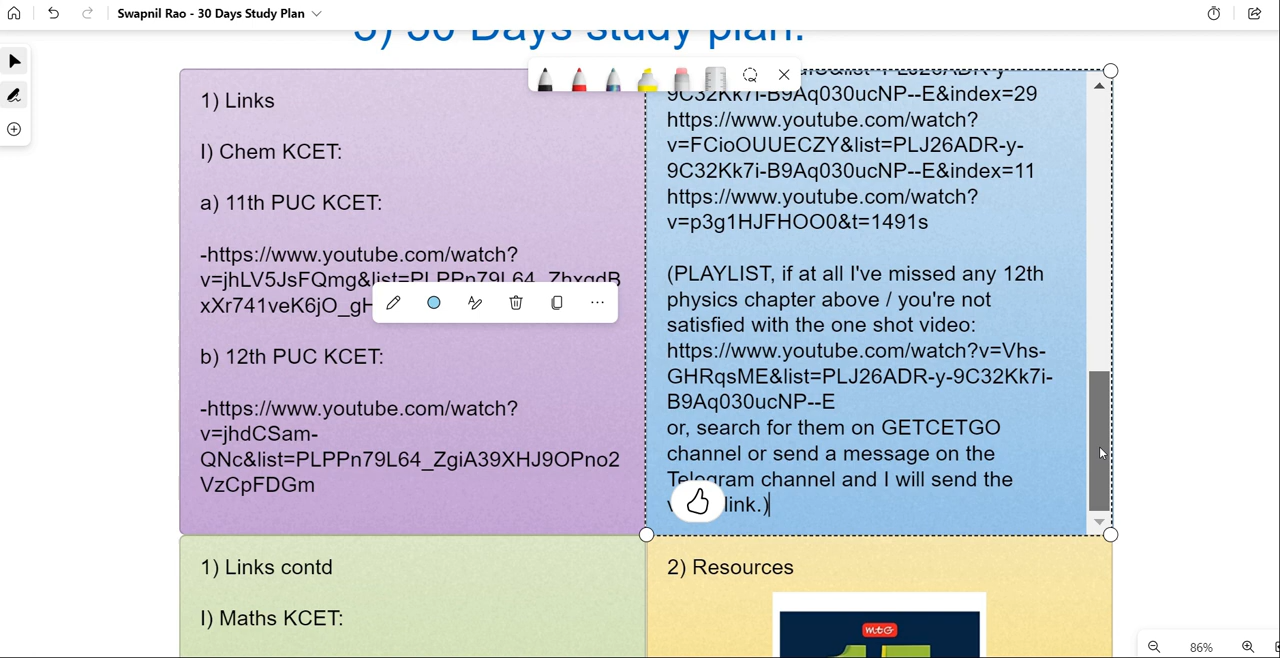 Swapnil Rao - 30 Days Study Plan
30 Days study plan:
1) Links
I) Chem KCET:
a) 11th PUC KCET:
-https://www.youtube.com/watch?
v=jhLV5JsFQmg&list=PLPPn79L64_ZhxgdB
xXr741veK6jO_gH
b) 12th PUC KCET:
-https://www.youtube.com/watch?
v=jhdCSam-
QNc&list=PLPPn79L64_ZgiA39XHJ9OPno2
VzCpFDGm
9C32Kk7i-B9Aq030ucNP--E&index=29
https://www.youtube.com/watch?
v=FCioOUUECZY&list=PLJ26ADR-y-
9C32Kk7i-B9Aq030ucNP--E&index=11
https://www.youtube.com/watch?
v=p3g1HJFHOO0&t=1491s
(PLAYLIST, if at all I've missed any 12th
physics chapter above / you're not
satisfied with the one shot video:
https://www.youtube.com/watch?v=Vhs-
GHRqsME&list=PLJ26ADR-y-9C32Kk7i-
B9Aq030ucNP--E
or, search for them on GETCETGO
channel or send a message on the
Telegram channel and I will send the
link.)
1) Links contd
I) Maths KCET:
2) Resources
MtG
86%